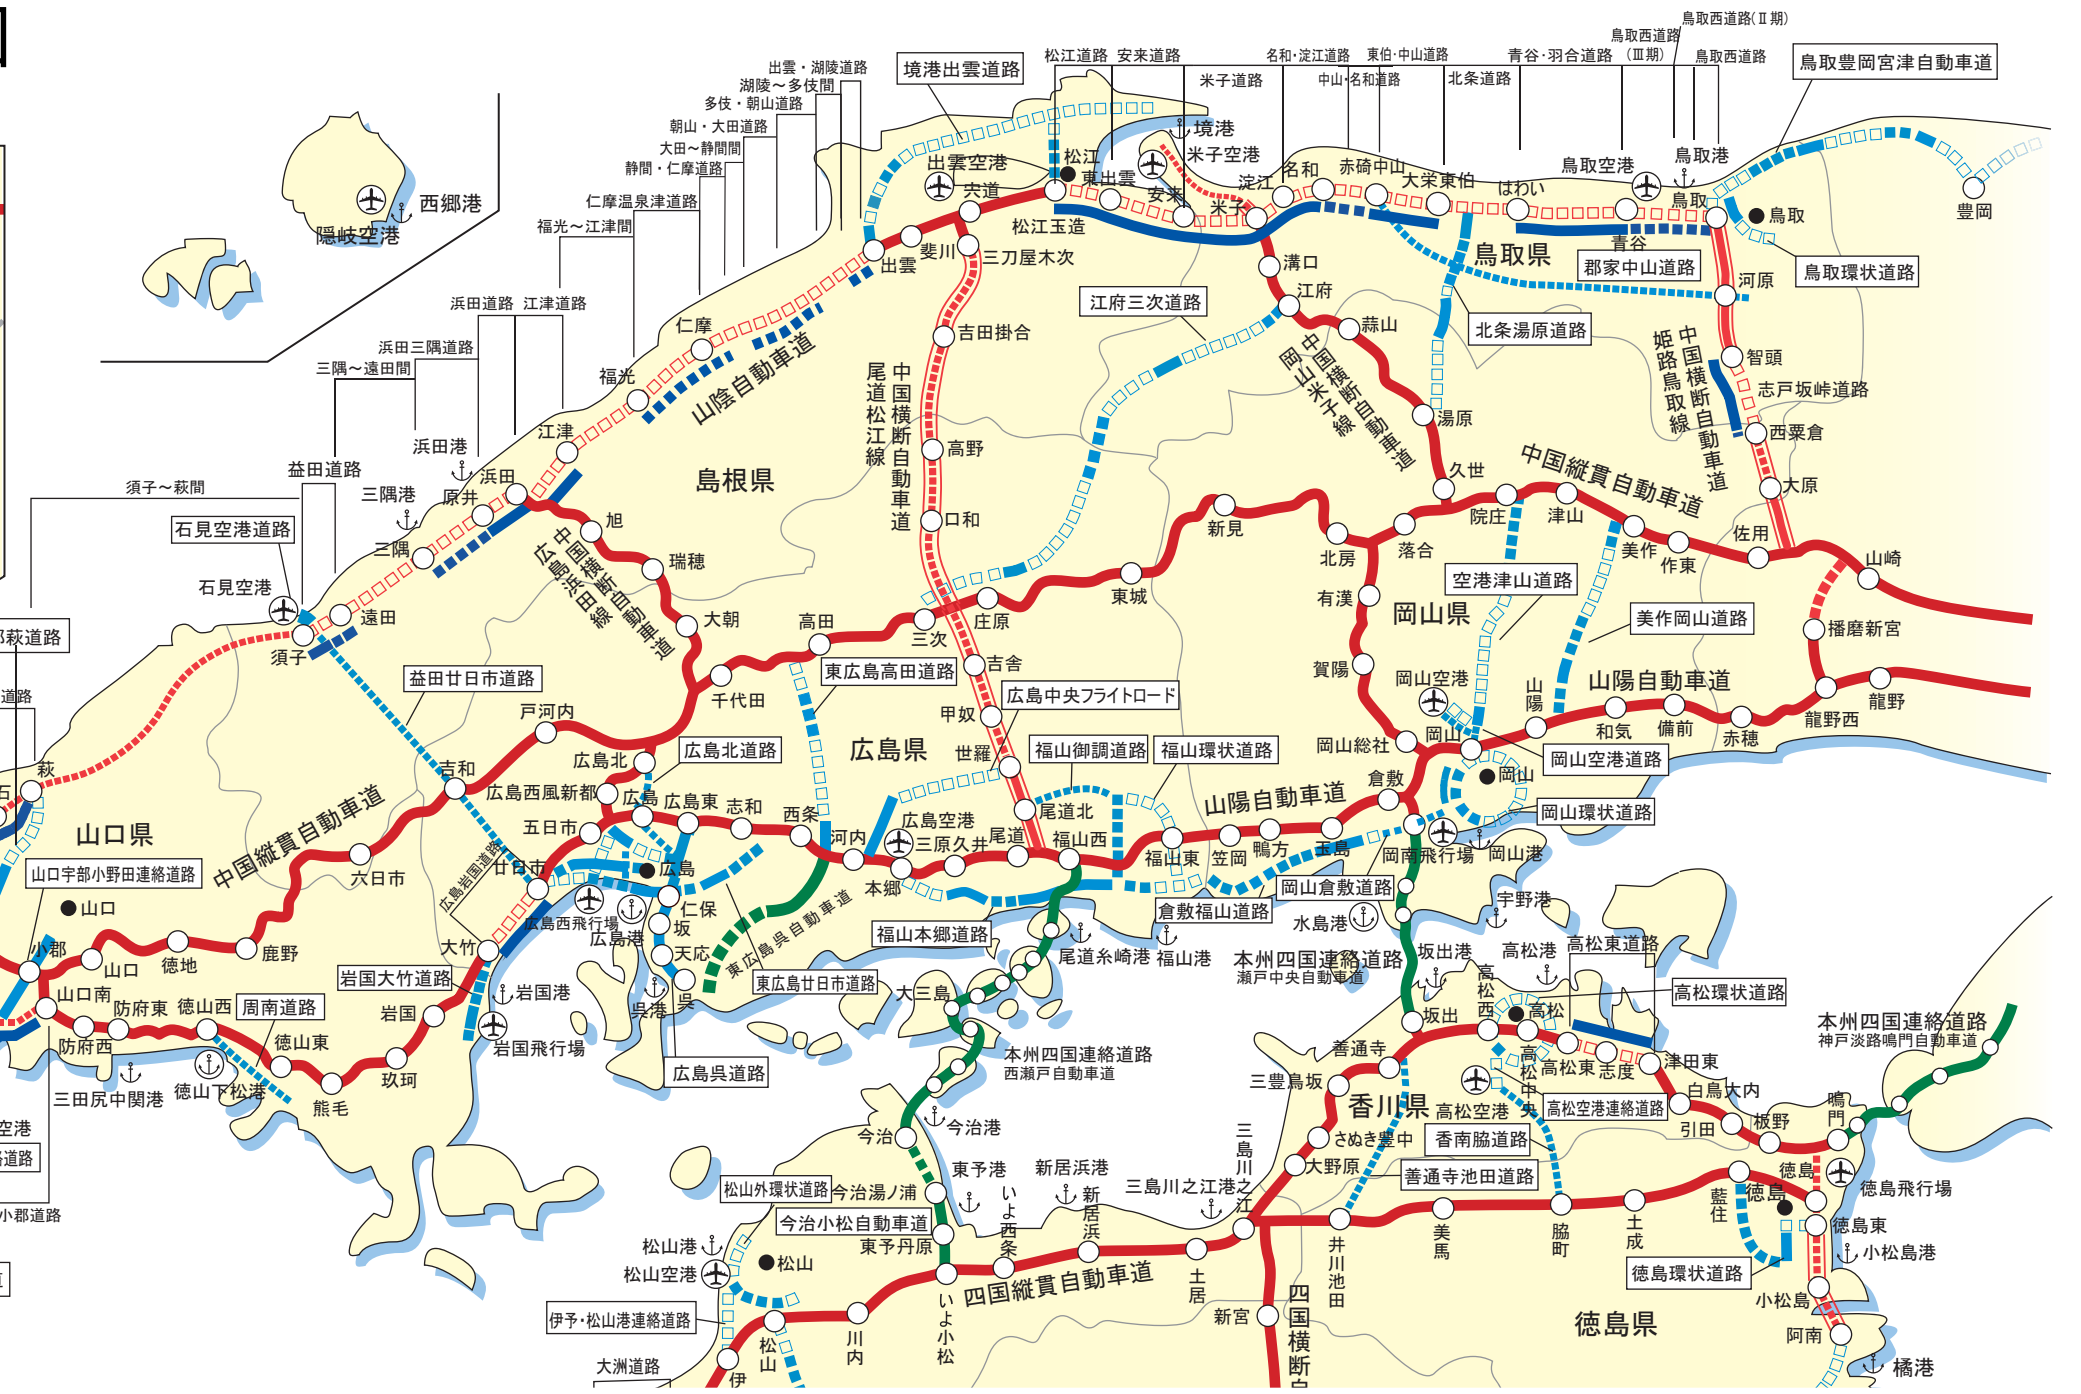 出雲・湖陵道路
湖陵～多伎間
多伎・朝山道路
朝山・大田道路
大田～静間間
静間・仁摩道路
仁摩温泉津道路
福光～江津間
浜田道路
江津道路
浜田三隅道路
三隅～遠田間
益田道路
須子～萩間
境港出雲道路
松江道路
安来道路
米子道路
名和・淀江道路
中山・名和道路
東伯・中山道路
北条道路
青谷・羽合道路
鳥取西道路
(Ⅲ期)
鳥取西道路(Ⅱ期)
鳥取西道路
鳥取豊岡宮津自動車道
西郷港
隠岐空港
出雲空港
宍道
松江
東出雲
安来
境港
米子空港
米子
淀江
名和
赤碕中山
大栄東伯
はわい
鳥取空港
鳥取港
鳥取
鳥取
豊岡
出雲
斐川
三刀屋木次
松江玉造
溝口
江府
蒜山
鳥取県
青谷
郡家中山道路
河原
鳥取環状道路
江府三次道路
北条湯原道路
仁摩
福光
山陰自動車道
吉田掛合
中国横断自動車道
尾道松江線
中国横断自動車道
岡山米子線
中国横断自動車道
姫路鳥取線
智頭
志戸坂峠道路
西粟倉
大原
湯原
江津
浜田港
浜田
原井
三隅港
三隅
石見空港道路
石見空港
遠田
須子
島根県
高野
口和
旭
瑞穂
大朝
中国横断自動車道
広島浜田線
久世
院庄
津山
中国縦貫自動車道
新見
北房
落合
美作
作東
佐用
山崎
東城
庄原
三次
高田
千代田
有漢
岡山県
空港津山道路
美作岡山道路
播磨新宮
賀陽
岡山空港
山陽
山陽自動車道
和気
備前
赤穂
龍野西
龍野
益田廿日市道路
東広島高田道路
吉舎
甲奴
世羅
広島中央フライトロード
戸河内
広島北
広島北道路
広島県
福山御調道路
福山環状道路
岡山総社
岡山
岡山
岡山空港道路
岡山環状道路
倉敷
萩
吉和
広島西風新都
五日市
広島
広島東
志和
西条
河内
広島空港
三原久井
本郷
尾道
尾道北
福山西
福山東
笠岡
鴨方
玉島
山陽自動車道
岡南飛行場
岡山港
岡山倉敷道路
倉敷福山道路
水島港
宇野港
山口県
中国縦貫自動車道
六日市
山口宇部小野田連絡道路
山口
小郡
山口
徳地
鹿野
広島岩国道路
廿日市
広島
広島西飛行場
広島港
仁保
坂
天応
呉
呉港
大竹
東広島呉自動車道
東広島廿日市道路
福山本郷道路
尾道糸崎港
福山港
本州四国連絡道路
瀬戸中央自動車道
坂出港
高松港
高松東道路
高松環状道路
高松西
高松
坂出
大三島
岩国大竹道路
岩国港
岩国
岩国飛行場
広島呉道路
山口南
防府東
防府西
徳山西
周南道路
徳山東
徳山下松港
三田尻中関港
熊毛
玖珂
本州四国連絡道路
西瀬戸自動車道
今治
今治港
本州四国連絡道路
神戸淡路鳴門自動車道
善通寺
三豊鳥坂
香川県
高松空港
高松中央
高松東
志度
津田東
白鳥大内
引田
板野
鳴門
高松空港連絡道路
香南脇道路
善通寺池田道路
さぬき豊中
大野原
三島川之江
三島川之江港
松山外環状道路
今治湯ノ浦
東予港
今治小松自動車道
東予丹原
いよ西条
新居浜港
新居浜
土居
四国縦貫自動車道
松山港
松山空港
松山
伊予・松山港連絡道路
松山
川内
いよ小松
大洲道路
伊
新宮
井川池田
美馬
脇町
土成
藍住
徳島
徳島
徳島飛行場
徳島東
小松島港
徳島環状道路
小松島
徳島県
阿南
橘港
小郡道路